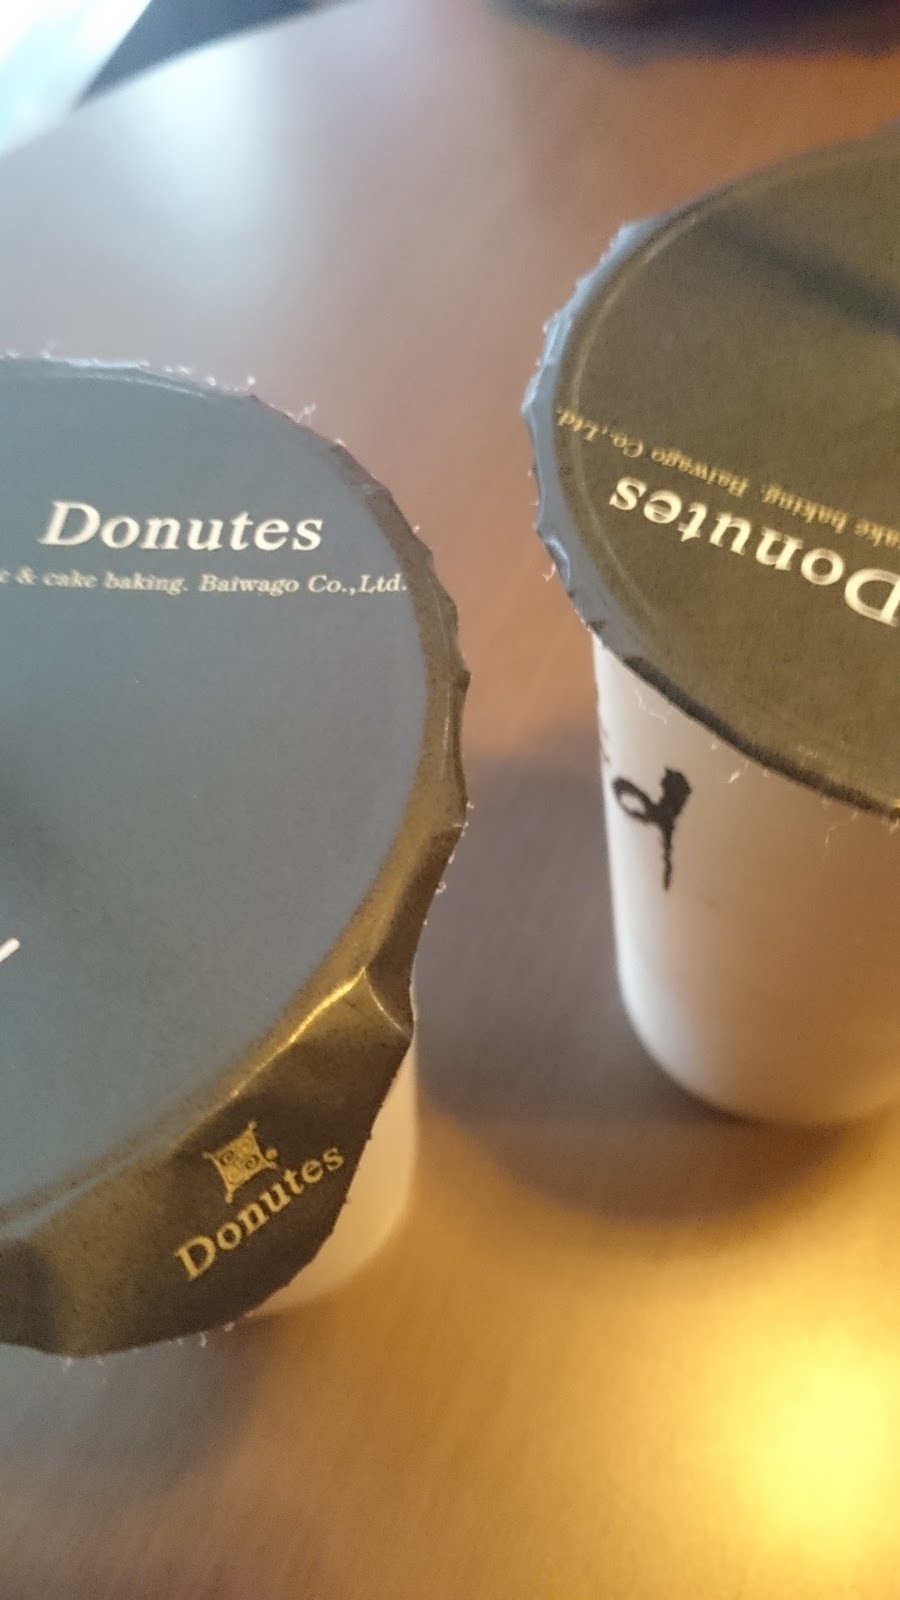 Donutes
& cake baking. Baiwago Co.,Ltd.
Donutes
cake baking. Baiwago Co.,Ltd.
Donutes